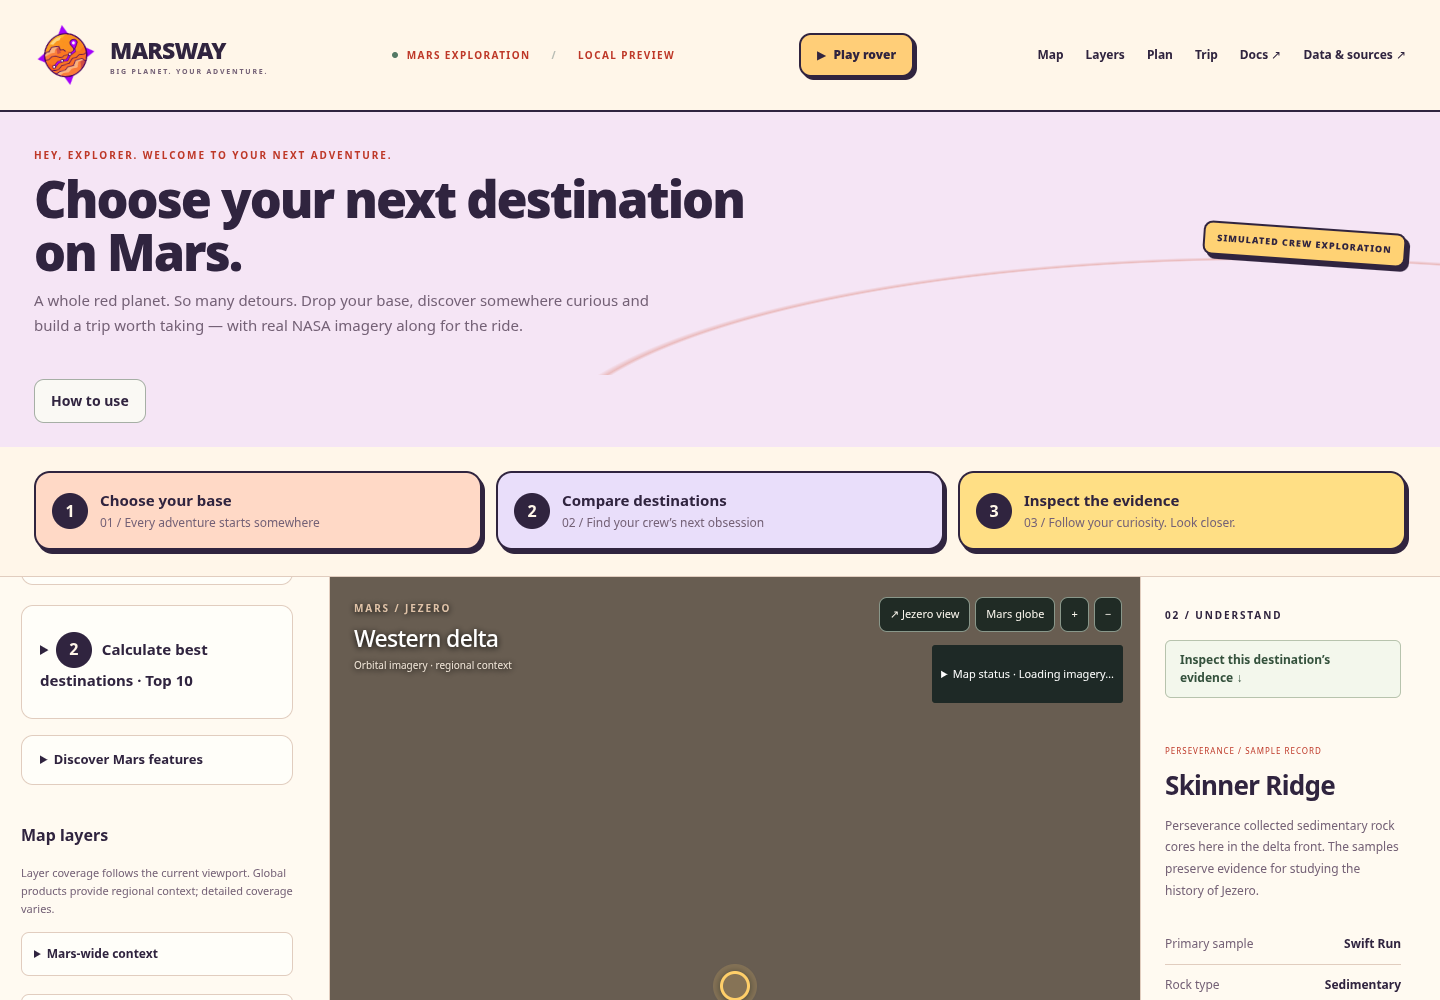 MARSWAY
BIG PLANET. YOUR ADVENTURE.
MARS EXPLORATION / LOCAL PREVIEW
▶ Play rover
Map Layers Plan Trip Docs ↗ Data & sources ↗
HEY, EXPLORER. WELCOME TO YOUR NEXT ADVENTURE.
Choose your next destination
on Mars.
A whole red planet. So many detours. Drop your base, discover somewhere curious and
build a trip worth taking — with real NASA imagery along for the ride.
SIMULATED CREW EXPLORATION
How to use
1
Choose your base
01 / Every adventure starts somewhere
2
Compare destinations
02 / Find your crew's next obsession
3
Inspect the evidence
03 / Follow your curiosity. Look closer.
▶ 2 Calculate best
destinations · Top 10
▶ Discover Mars features
Map layers
Layer coverage follows the current viewport. Global
products provide regional context; detailed coverage
varies.
▶ Mars-wide context
MARS / JEZERO
Western delta
Orbital imagery · regional context
↗ Jezero view
Mars globe
+
−
▶ Map status · Loading imagery...
02 / UNDERSTAND
Inspect this destination's
evidence ↓
PERSEVERANCE / SAMPLE RECORD
Skinner Ridge
Perseverance collected sedimentary rock
cores here in the delta front. The samples
preserve evidence for studying the
history of Jezero.
Primary sample Swift Run
Rock type Sedimentary